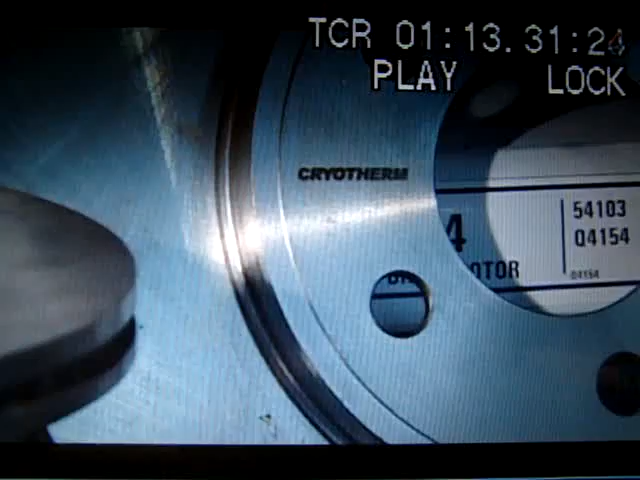 TCR 01:13.31:24
PLAY LOCK
CRYOTHERM
54103
4
Q4154
OTOR
Q4154